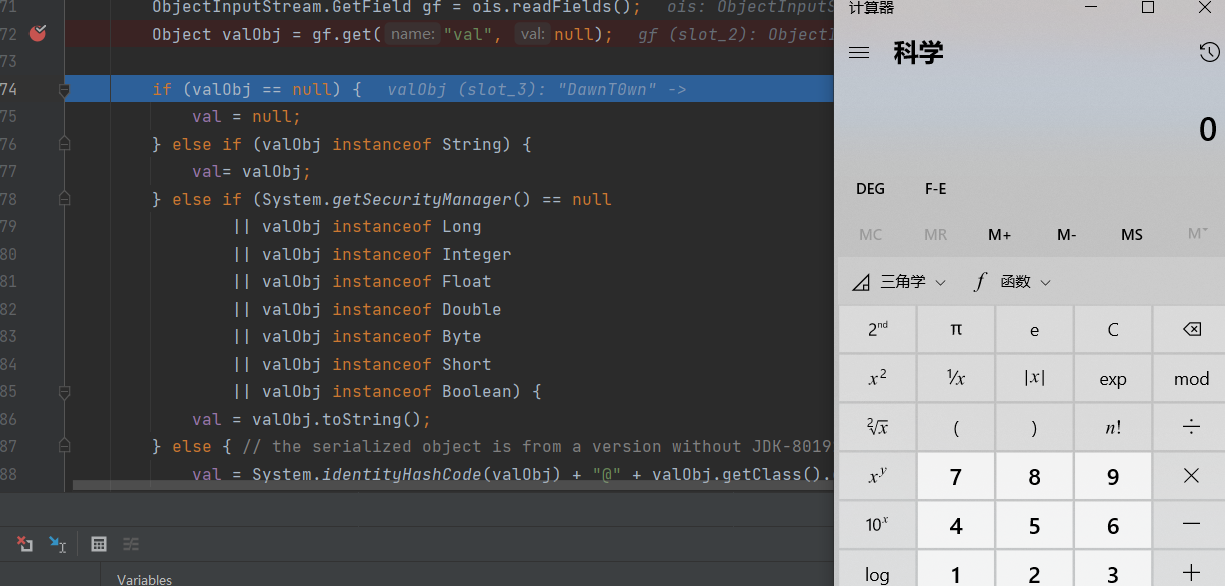 71 ObjectInputStream.GetField gf = ois.readFields(); ois: ObjectInputS
72 Object valObj = gf.get( name: "val", val: null); gf (slot_2): ObjectI
73
74 if (valObj == null) { valObj (slot_3): "DawnT0wn" ->
75 val = null;
76 } else if (valObj instanceof String) {
77 val= valObj;
78 } else if (System.getSecurityManager() == null
79 || valObj instanceof Long
80 || valObj instanceof Integer
81 || valObj instanceof Float
82 || valObj instanceof Double
83 || valObj instanceof Byte
84 || valObj instanceof Short
85 || valObj instanceof Boolean) {
86 val = valObj.toString();
87 } else { // the serialized object is from a version without JDK-8019
88 val = System.identityHashCode(valObj) + "@" + valObj.getClass().
Variables
计算器
科学
0
DEG F-E
MC MR M+ M- MS M˅
三角学 f 函数
2ⁿᵈ π e C
x² ¹/x |x| exp mod
²√x ( ) n! ÷
xʸ 7 8 9 ×
10ˣ 4 5 6 −
log 1 2 3 +